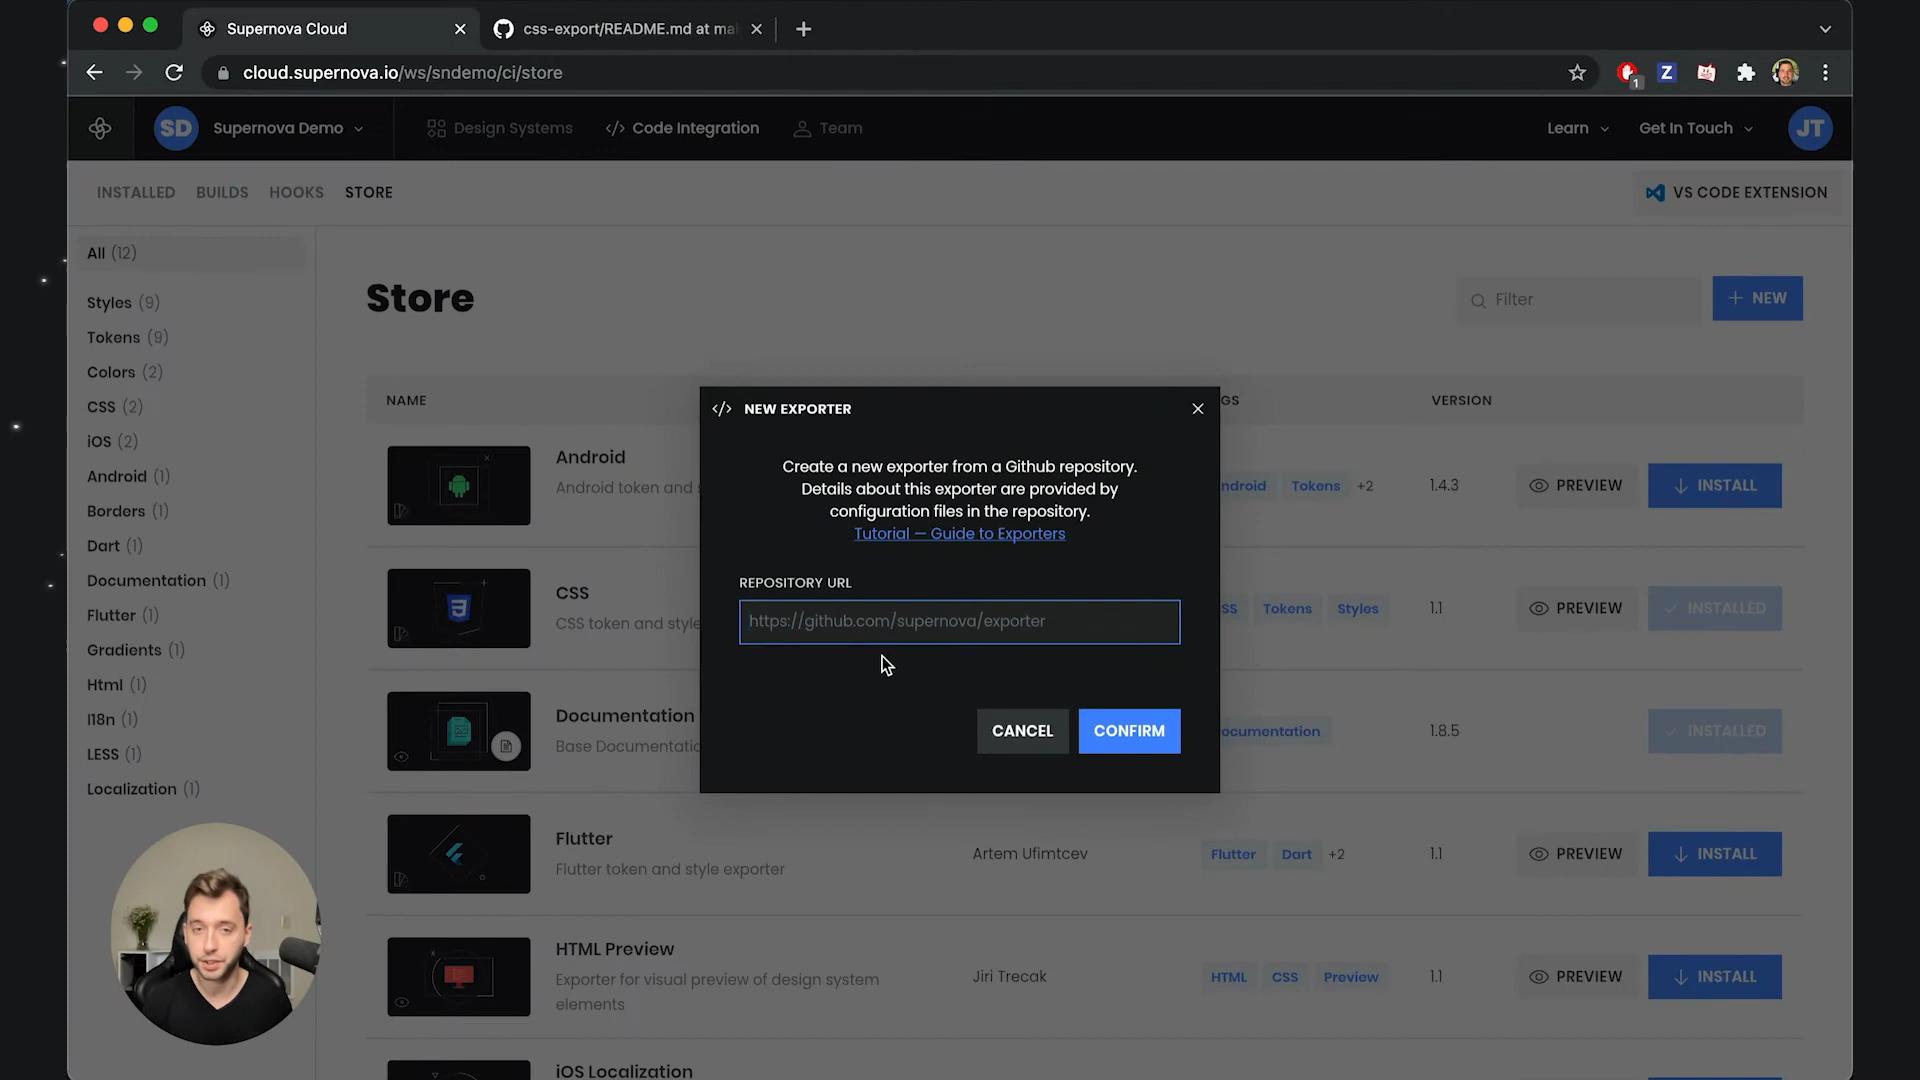 Supernova Cloud
css-export/README.md at mai
cloud.supernova.io/ws/sndemo/ci/store
1
Z
SD
Supernova Demo
Design Systems
</> Code Integration
Team
Learn
Get In Touch
JT
INSTALLED
BUILDS
HOOKS
STORE
VS CODE EXTENSION
All (12)
Styles (9)
Tokens (9)
Colors (2)
CSS (2)
iOS (2)
Android (1)
Borders (1)
Dart (1)
Documentation (1)
Flutter (1)
Gradients (1)
Html (1)
I18n (1)
LESS (1)
Localization (1)
Store
Filter
+ NEW
NAME
GS
VERSION
Android
Android token and s
ndroid
Tokens
+2
1.4.3
PREVIEW
INSTALL
CSS
CSS token and style
SS
Tokens
Styles
1.1
PREVIEW
INSTALLED
Documentation
Base Documentatio
ocumentation
1.8.5
INSTALLED
Flutter
Flutter token and style exporter
Artem Ufimtcev
Flutter
Dart
+2
1.1
PREVIEW
INSTALL
HTML Preview
Exporter for visual preview of design system
elements
Jiri Trecak
HTML
CSS
Preview
1.1
PREVIEW
INSTALL
iOS Localization
</> NEW EXPORTER
Create a new exporter from a Github repository.
Details about this exporter are provided by
configuration files in the repository.
Tutorial — Guide to Exporters
REPOSITORY URL
https://github.com/supernova/exporter
CANCEL
CONFIRM